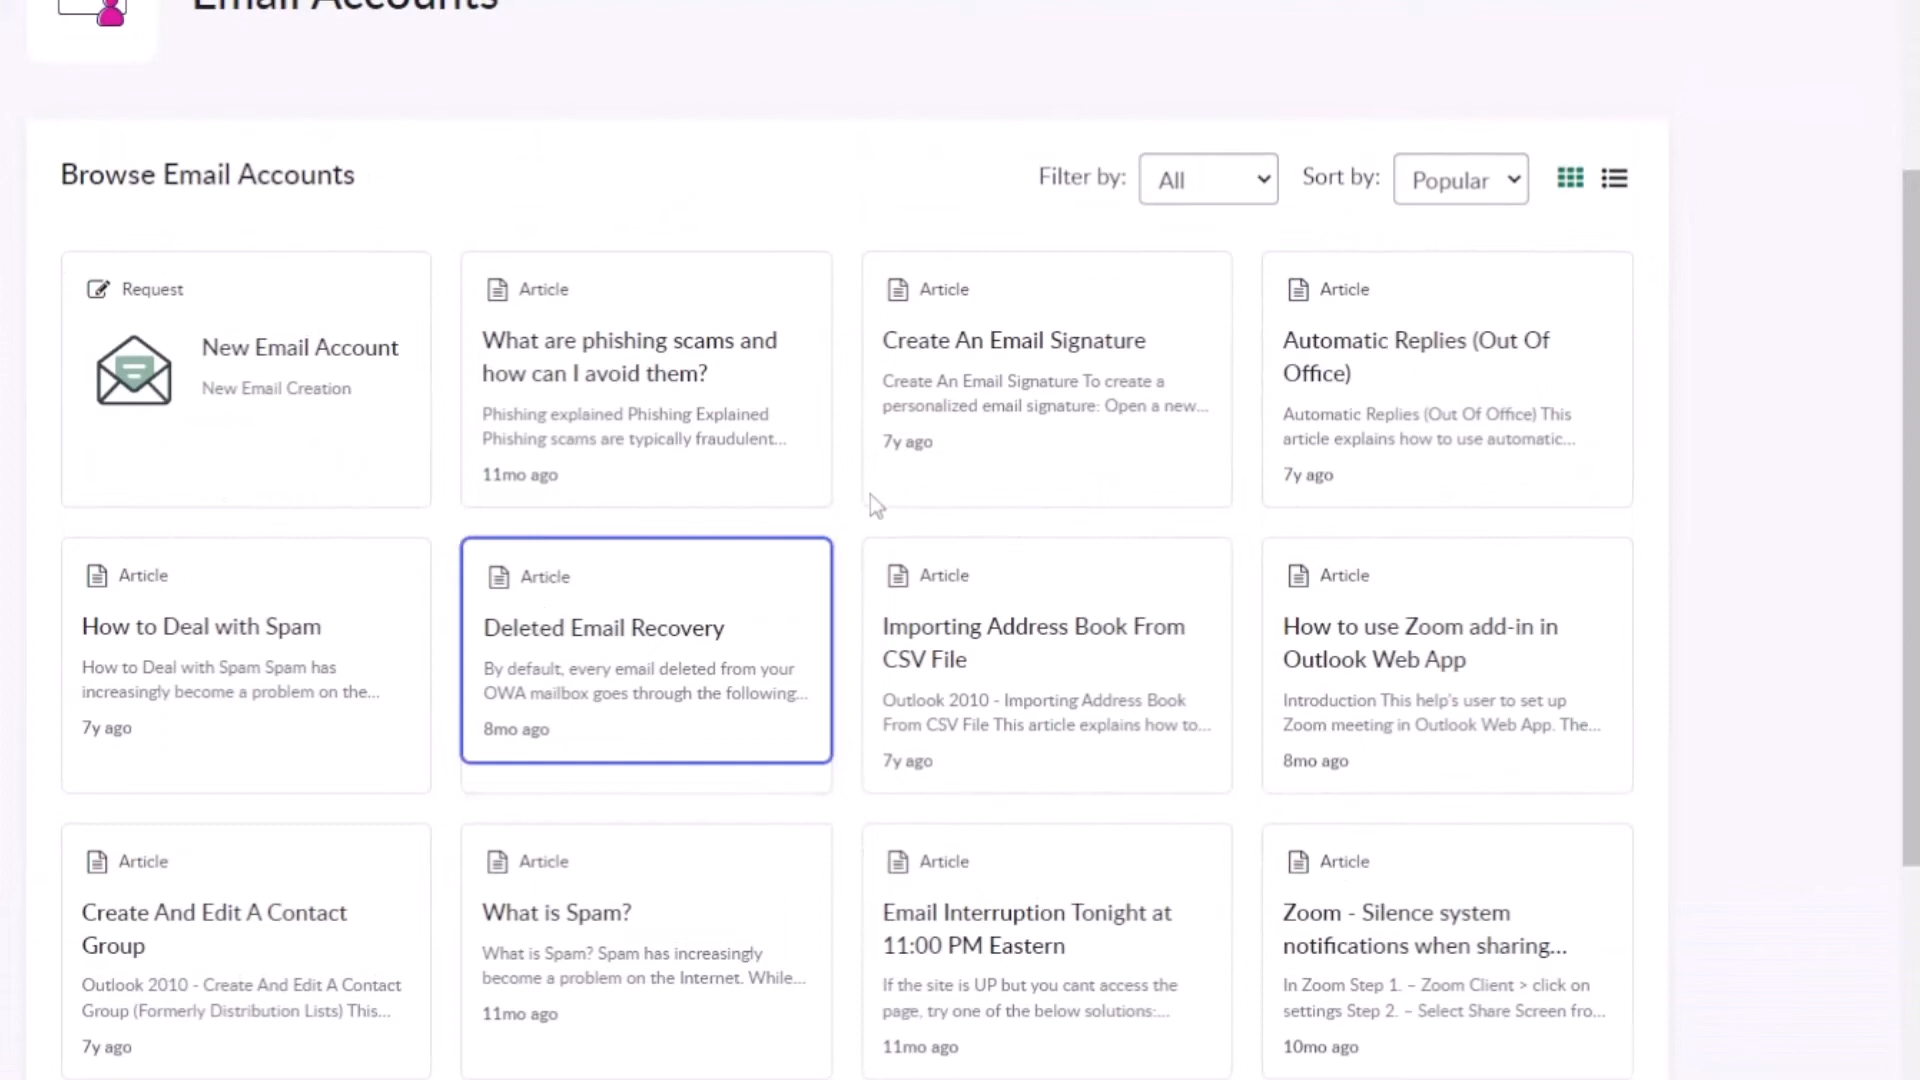 Email Accounts
Browse Email Accounts
Filter by:
All
Sort by:
Popular
Request
New Email Account
New Email Creation
Article
What are phishing scams and
how can I avoid them?
Phishing explained Phishing Explained
Phishing scams are typically fraudulent...
11mo ago
Article
Create An Email Signature
Create An Email Signature To create a
personalized email signature: Open a new...
7y ago
Article
Automatic Replies (Out Of
Office)
Automatic Replies (Out Of Office) This
article explains how to use automatic...
7y ago
Article
How to Deal with Spam
How to Deal with Spam Spam has
increasingly become a problem on the...
7y ago
Article
Deleted Email Recovery
By default, every email deleted from your
OWA mailbox goes through the following...
8mo ago
Article
Importing Address Book From
CSV File
Outlook 2010 - Importing Address Book
From CSV File This article explains how to...
7y ago
Article
How to use Zoom add-in in
Outlook Web App
Introduction This help's user to set up
Zoom meeting in Outlook Web App. The...
8mo ago
Article
Create And Edit A Contact
Group
Outlook 2010 - Create And Edit A Contact
Group (Formerly Distribution Lists) This...
7y ago
Article
What is Spam?
What is Spam? Spam has increasingly
become a problem on the Internet. While...
11mo ago
Article
Email Interruption Tonight at
11:00 PM Eastern
If the site is UP but you cant access the
page, try one of the below solutions:...
11mo ago
Article
Zoom - Silence system
notifications when sharing...
In Zoom Step 1. – Zoom Client > click on
settings Step 2. – Select Share Screen fro...
10mo ago